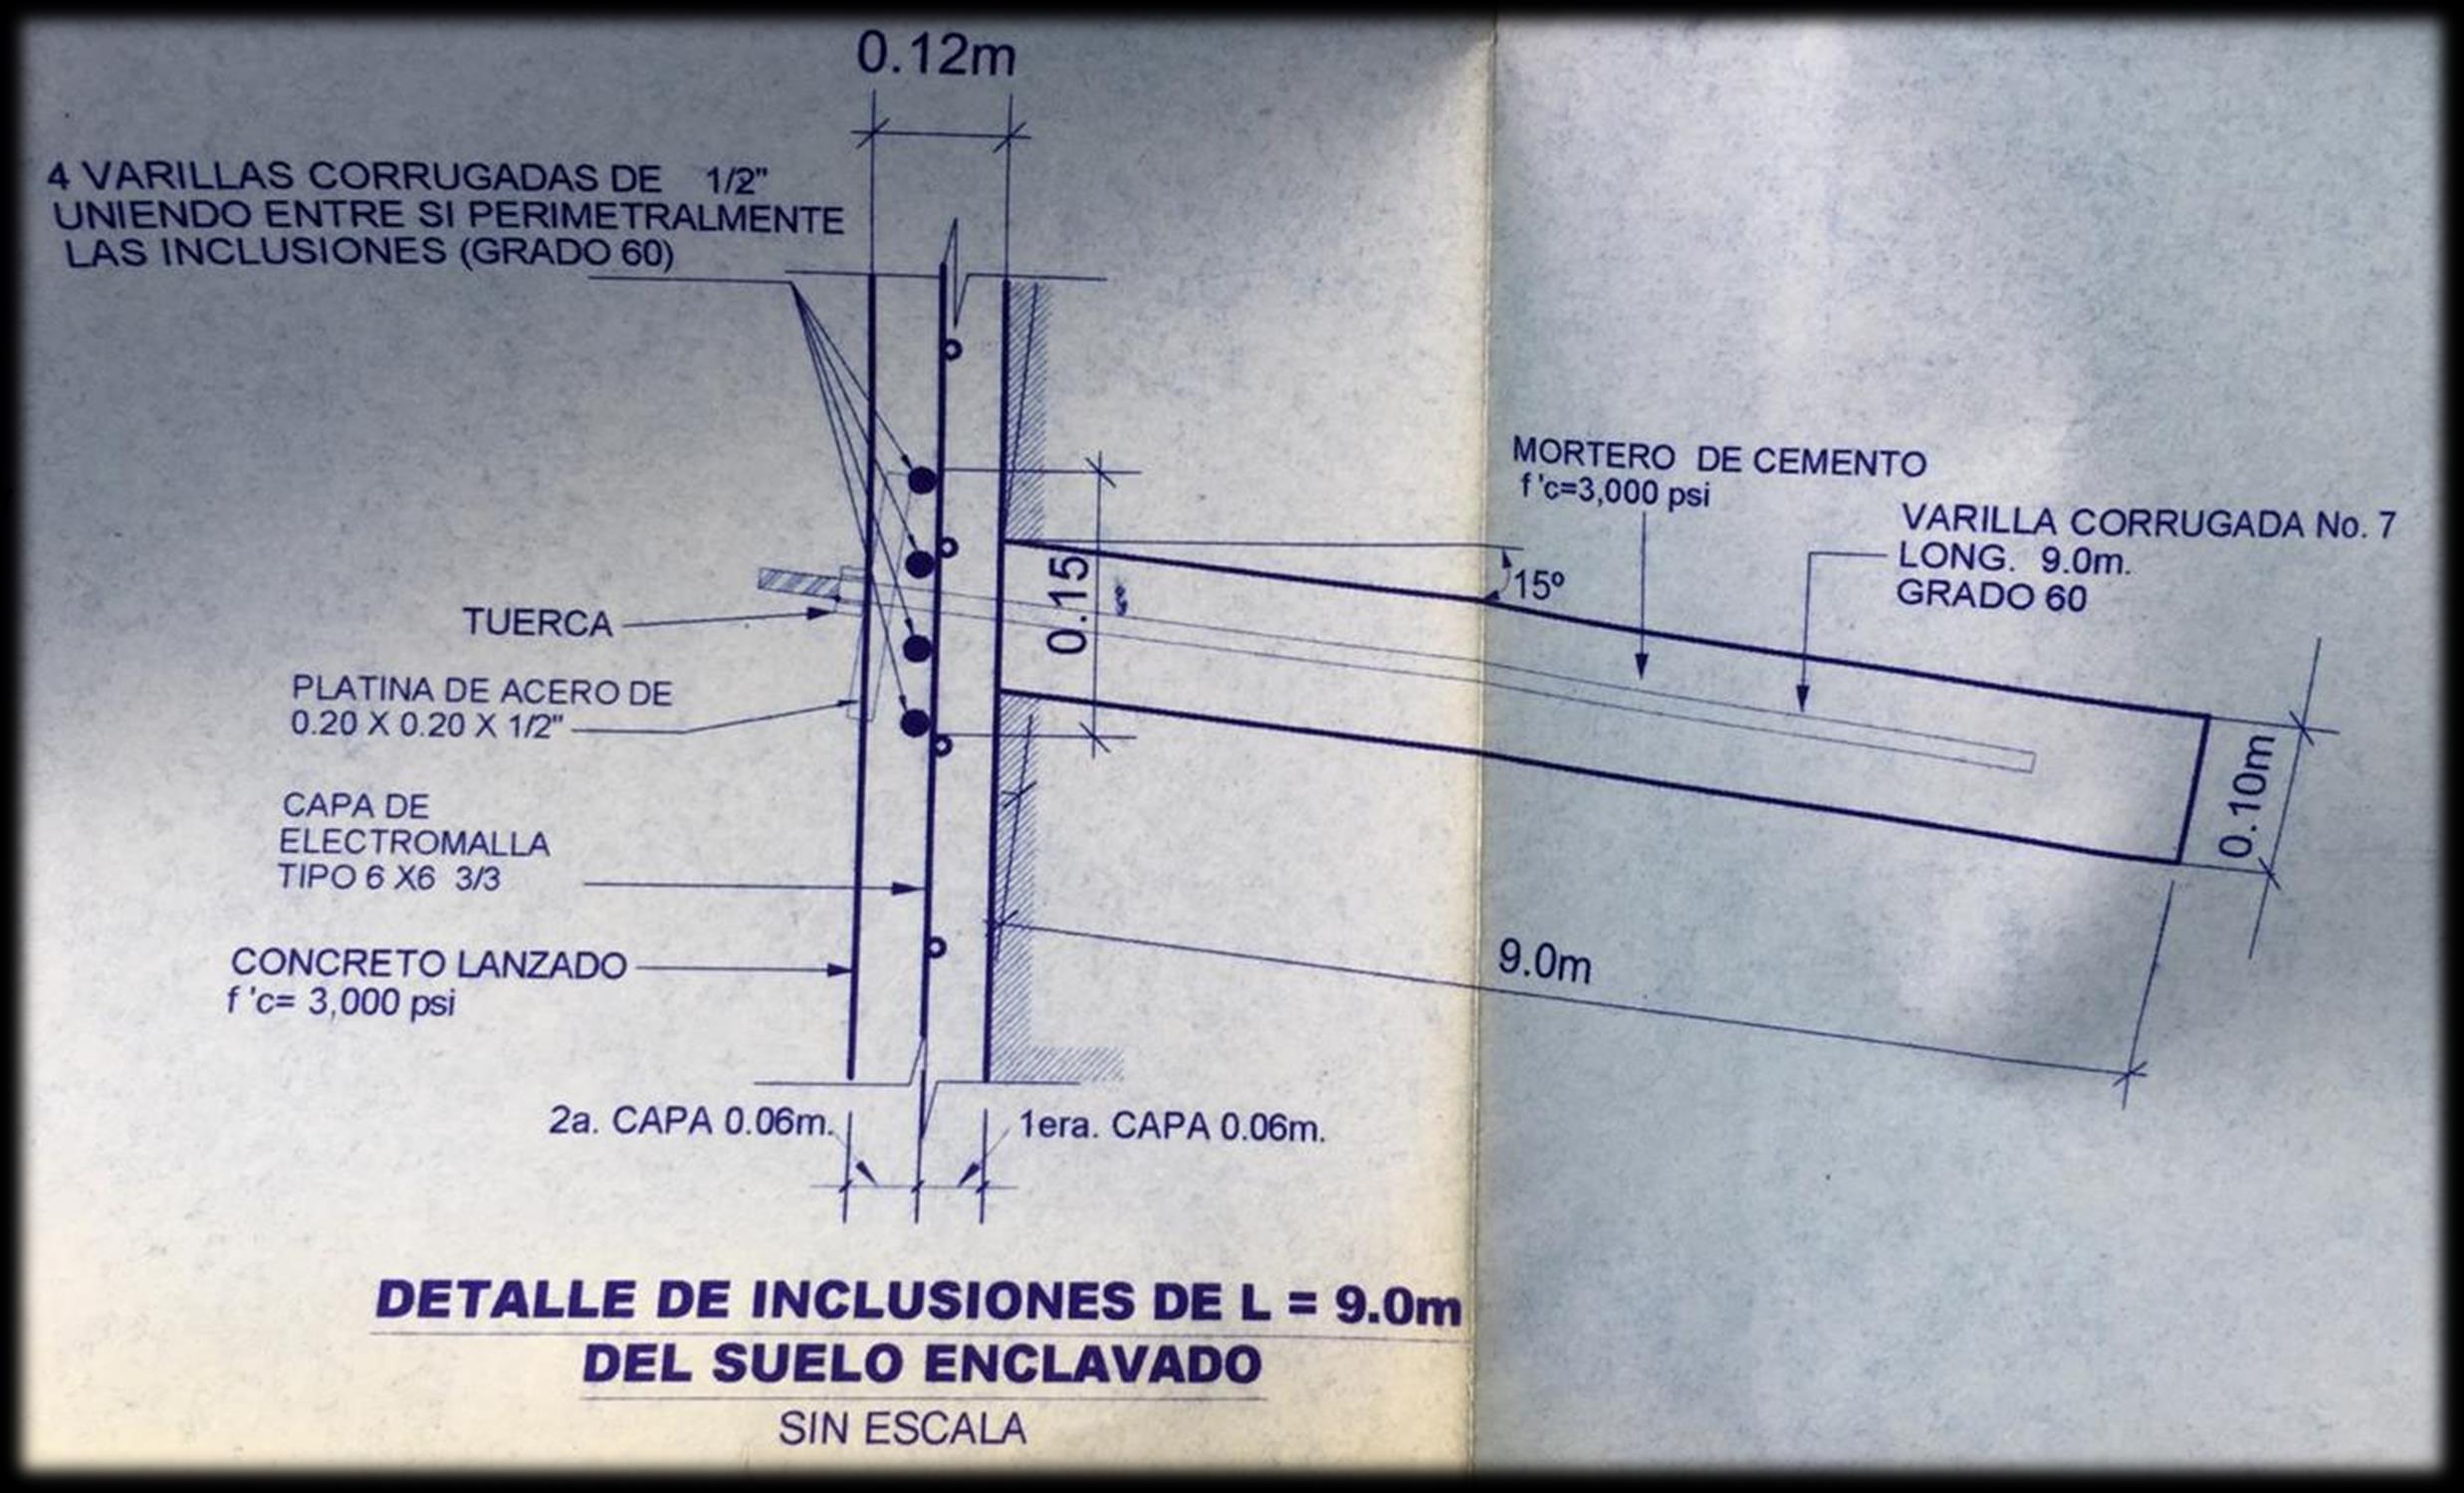 0.12m
4 VARILLAS CORRUGADAS DE 1/2"
UNIENDO ENTRE SI PERIMETRALMENTE
LAS INCLUSIONES (GRADO 60)
MORTERO DE CEMENTO
f'c=3,000 psi
VARILLA CORRUGADA No. 7
LONG. 9.0m.
GRADO 60
15º
0.15
TUERCA
PLATINA DE ACERO DE
0.20 X 0.20 X 1/2"
0.10m
CAPA DE
ELECTROMALLA
TIPO 6 X6 3/3
9.0m
CONCRETO LANZADO
f'c= 3,000 psi
2a. CAPA 0.06m.
1era. CAPA 0.06m.
DETALLE DE INCLUSIONES DE L = 9.0m
DEL SUELO ENCLAVADO
SIN ESCALA